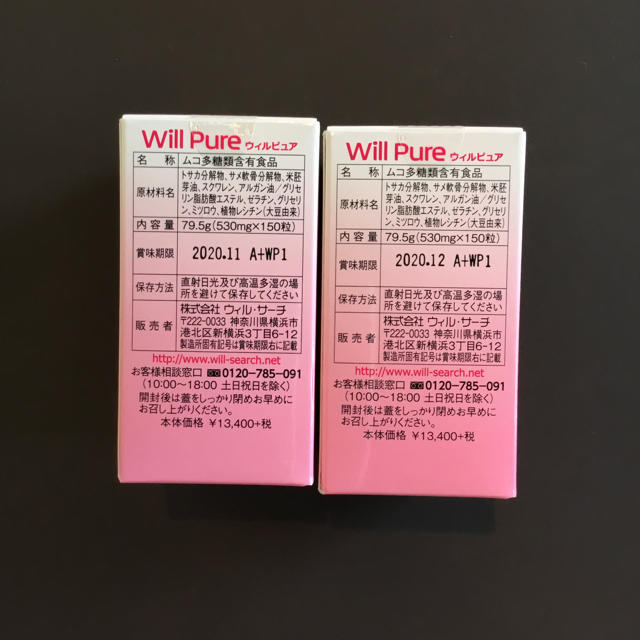 Will Pure ウィルピュア
名 称 ムコ多糖類含有食品
原材料名 トサカ分解物、サメ軟骨分解物、米胚
芽油、スクワレン、アルガン油/グリセ
リン脂肪酸エステル、ゼラチン、グリセリ
ン、ミツロウ、植物レシチン(大豆由来)
内 容 量 79.5g(530mg×150粒)
賞味期限 2020.11 A+WP1
保存方法 直射日光及び高温多湿の場
所を避けて保存してください
販 売 者 株式会社 ウィル・サーチ
〒222-0033 神奈川県横浜市
港北区新横浜3丁目6-12
製造所固有記号は賞味期限右に記載
http://www.will-search.net
お客様相談窓口 0120-785-091
(10:00～18:00 土日祝日を除く)
開封後は蓋をしっかり閉めお早めに
お召し上がりください。
本体価格 ¥13,400+税
Will Pure ウィルピュア
名 称 ムコ多糖類含有食品
原材料名 トサカ分解物、サメ軟骨分解物、米胚
芽油、スクワレン、アルガン油/グリセ
リン脂肪酸エステル、ゼラチン、グリセリ
ン、ミツロウ、植物レシチン(大豆由来)
内 容 量 79.5g(530mg×150粒)
賞味期限 2020.12 A+WP1
保存方法 直射日光及び高温多湿の場
所を避けて保存してください
販 売 者 株式会社 ウィル・サーチ
〒222-0033 神奈川県横浜市
港北区新横浜3丁目6-12
製造所固有記号は賞味期限右に記載
http://www.will-search.net
お客様相談窓口 0120-785-091
(10:00～18:00 土日祝日を除く)
開封後は蓋をしっかり閉めお早めに
お召し上がりください。
本体価格 ¥13,400+税